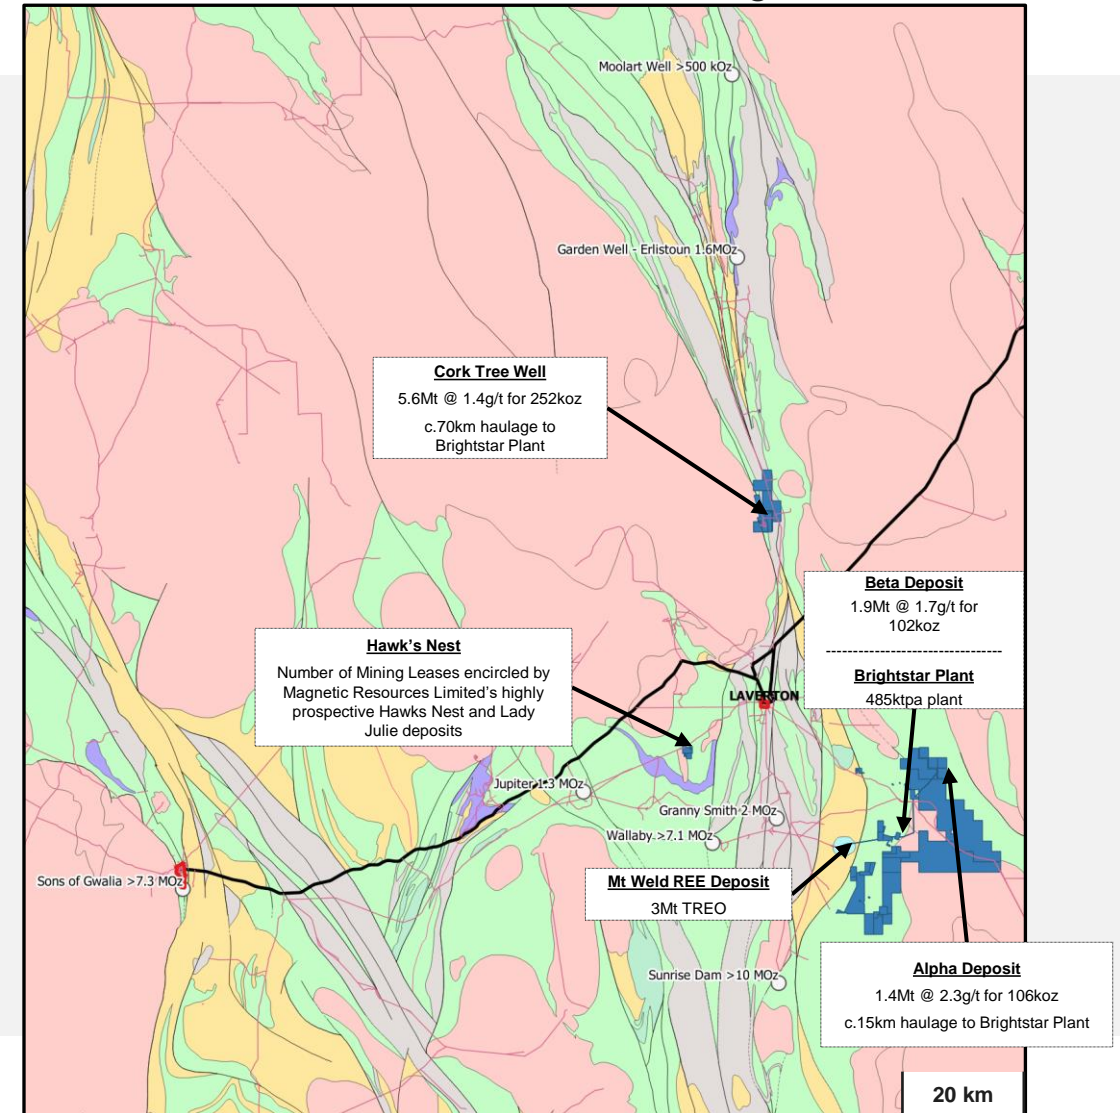 Moolart Well >500 kOz
Garden Well - Erlistoun 1.6MOz
Cork Tree Well
5.6Mt @ 1.4g/t for 252koz
c.70km haulage to
Brightstar Plant
Beta Deposit
1.9Mt @ 1.7g/t for
102koz
Brightstar Plant
485ktpa plant
Hawk's Nest
Number of Mining Leases encircled by
Magnetic Resources Limited's highly
prospective Hawks Nest and Lady
Julie deposits
LAVERTON
Jupiter 1.3 MOz
Granny Smith 2 MOz
Wallaby >7.1 MOz
Sons of Gwalia >7.3 MOz
Mt Weld REE Deposit
3Mt TREO
Sunrise Dam >10 MOz
Alpha Deposit
1.4Mt @ 2.3g/t for 106koz
c.15km haulage to Brightstar Plant
20 km